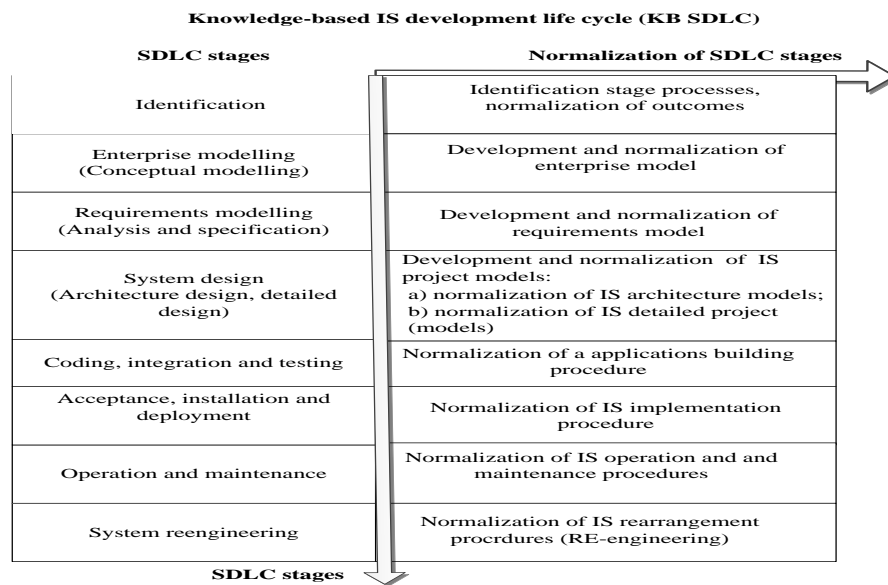 Knowledge-based IS development life cycle (KB SDLC)
SDLC stages
Normalization of SDLC stages
Identification
Identification stage processes,
normalization of outcomes
Enterprise modelling
(Conceptual modelling)
Development and normalization of
enterprise model
Requirements modelling
(Analysis and specification)
Development and normalization of
requirements model
System design
(Architecture design, detailed
design)
Development and normalization of IS
project models:
a) normalization of IS architecture models;
b) normalization of IS detailed project
(models)
Coding, integration and testing
Normalization of a applications building
procedure
Acceptance, installation and
deployment
Normalization of IS implementation
procedure
Operation and maintenance
Normalization of IS operation and and
maintenance procedures
System reengineering
Normalization of IS rearrangement
procrdures (RE-engineering)
SDLC stages